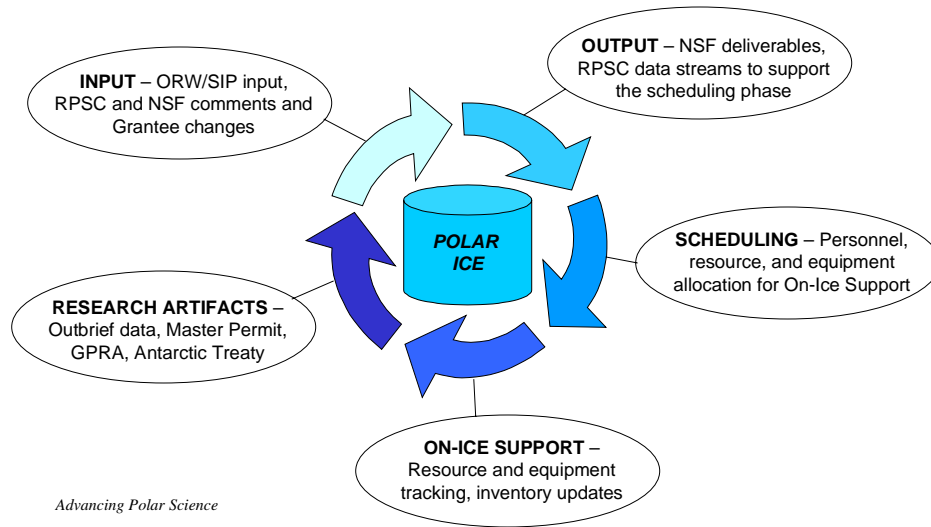 INPUT – ORW/SIP input,
RPSC and NSF comments and
Grantee changes
OUTPUT – NSF deliverables,
RPSC data streams to support
the scheduling phase
POLAR
ICE
SCHEDULING – Personnel,
resource, and equipment
allocation for On-Ice Support
RESEARCH ARTIFACTS –
Outbrief data, Master Permit,
GPRA, Antarctic Treaty
ON-ICE SUPPORT –
Resource and equipment
tracking, inventory updates
Advancing Polar Science